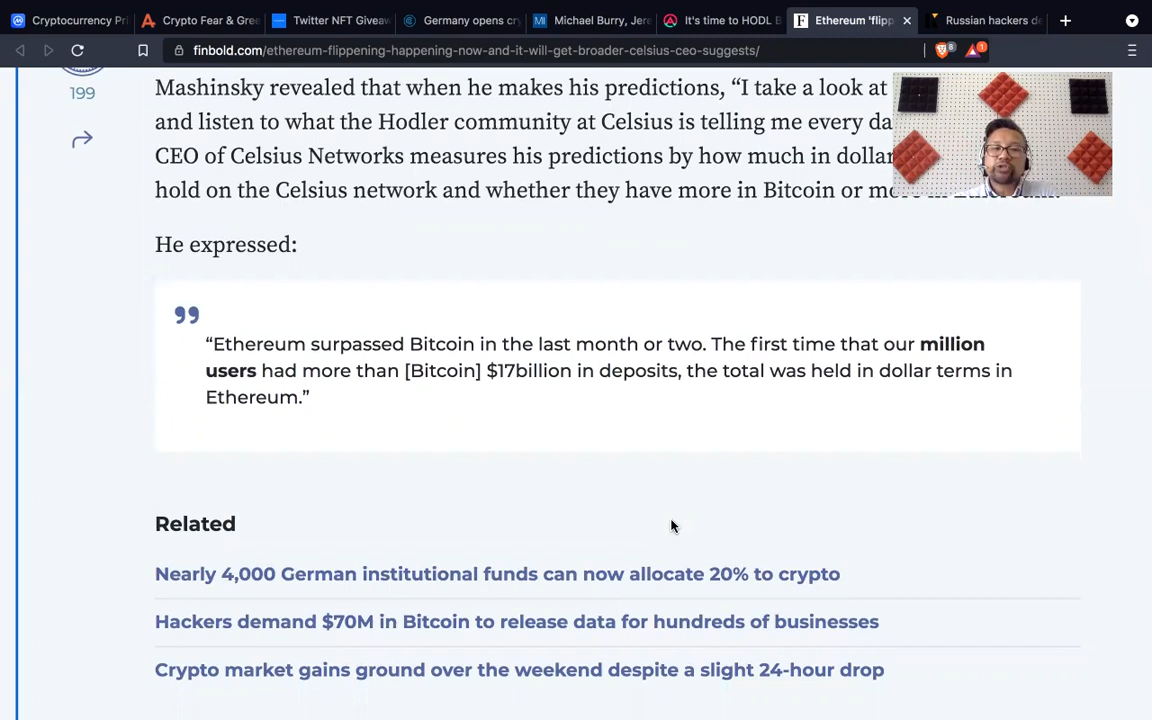 Cryptocurrency Pri
Crypto Fear & Gre
Twitter NFT Giveaw
Germany opens cry
Michael Burry, Jere
It's time to HODL B
Ethereum 'flipp
Russian hackers de
finbold.com/ethereum-flippening-happening-now-and-it-will-get-broader-celsius-ceo-suggests/
8
1
199
Mashinsky revealed that when he makes his predictions, “I take a look at
and listen to what the Hodler community at Celsius is telling me every da
CEO of Celsius Networks measures his predictions by how much in dollar
hold on the Celsius network and whether they have more in Bitcoin or more in Ethereum.
He expressed:
“Ethereum surpassed Bitcoin in the last month or two. The first time that our million
users had more than [Bitcoin] $17billion in deposits, the total was held in dollar terms in
Ethereum.”
Related
Nearly 4,000 German institutional funds can now allocate 20% to crypto
Hackers demand $70M in Bitcoin to release data for hundreds of businesses
Crypto market gains ground over the weekend despite a slight 24-hour drop